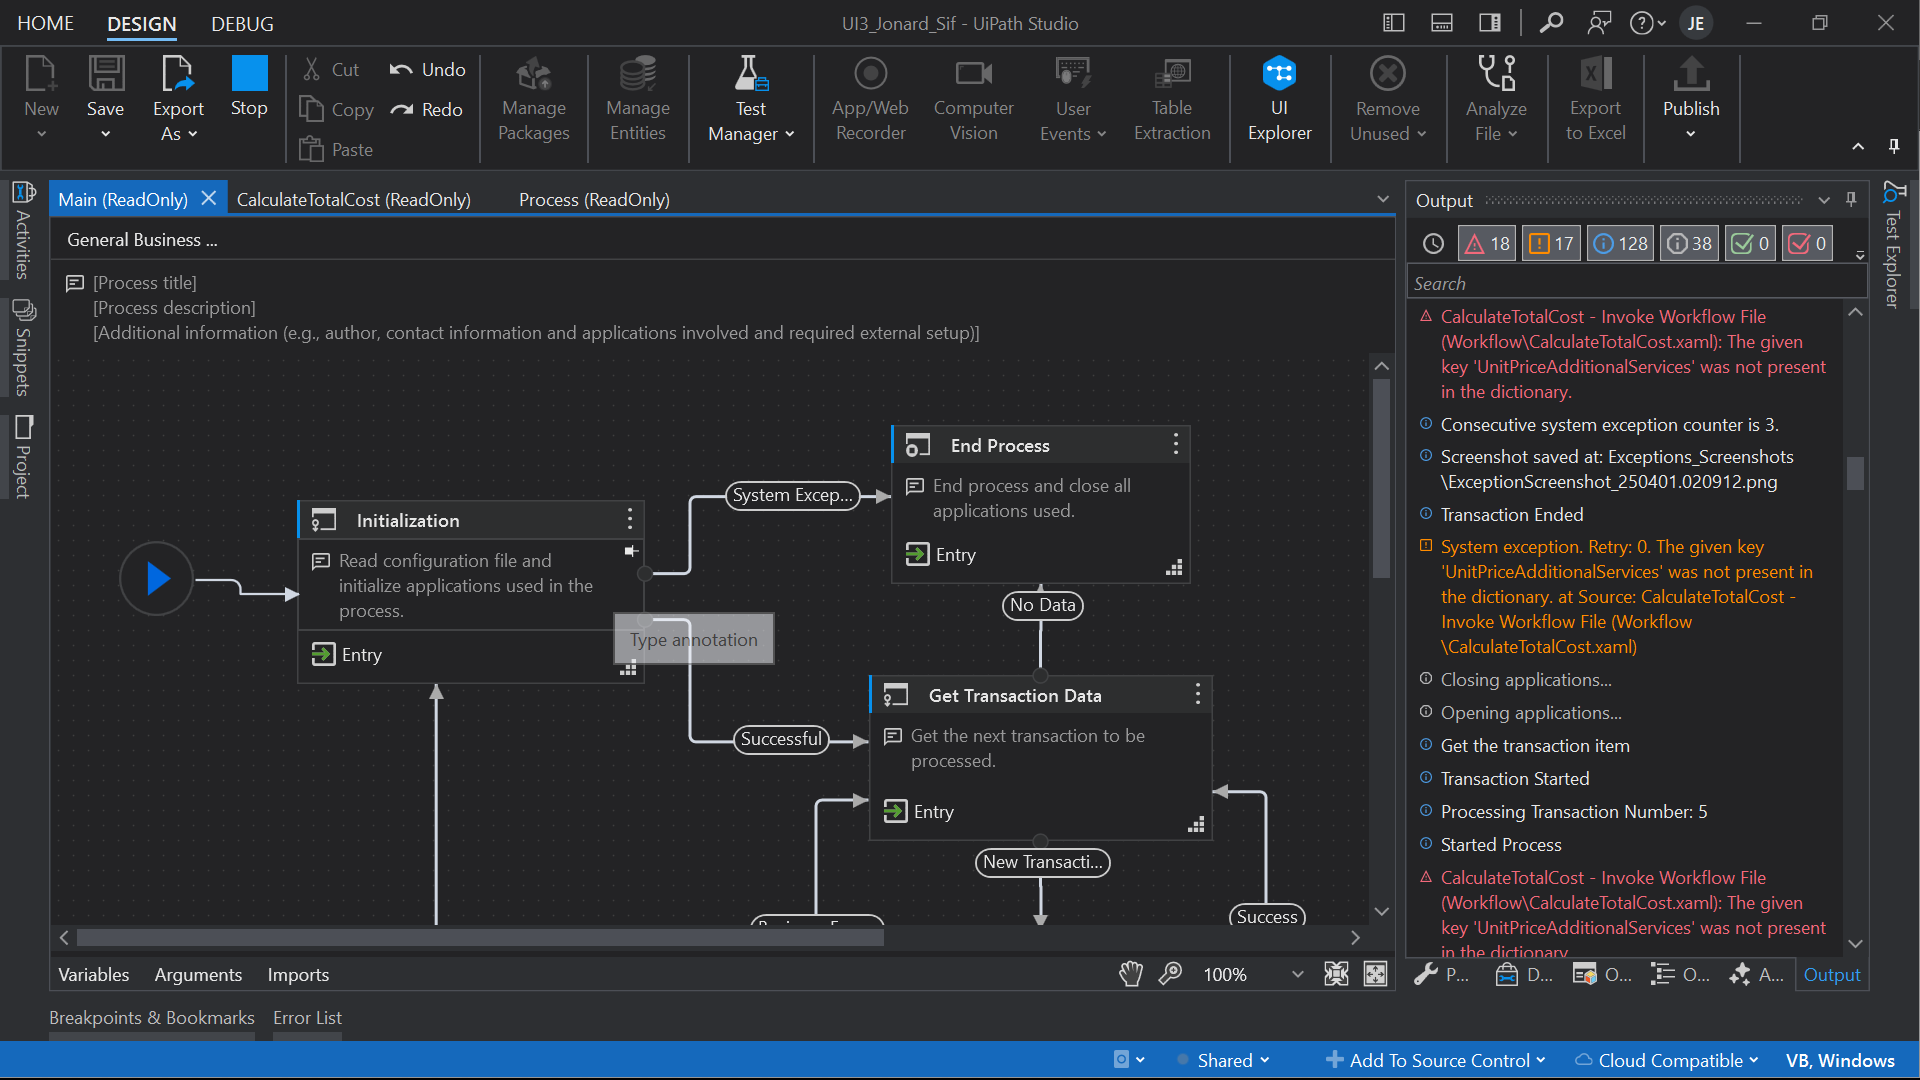 HOME
DESIGN
DEBUG
UI3_Jonard_Sif - UiPath Studio
JE
New
Save
Export
As
Stop
Cut
Copy
Paste
Undo
Redo
Manage
Packages
Manage
Entities
Test
Manager
App/Web
Recorder
Computer
Vision
User
Events
Table
Extraction
UI
Explorer
Remove
Unused
Analyze
File
Export
to Excel
Publish
Activities
Snippets
Project
Main (ReadOnly)
CalculateTotalCost (ReadOnly)
Process (ReadOnly)
General Business ...
[Process title]
[Process description]
[Additional information (e.g., author, contact information and applications involved and required external setup)]
Initialization
Read configuration file and
initialize applications used in the
process.
Entry
Type annotation
System Excep...
End Process
End process and close all
applications used.
Entry
No Data
Successful
Get Transaction Data
Get the next transaction to be
processed.
Entry
New Transacti...
Success
Variables
Arguments
Imports
100%
Output
18
17
128
38
0
0
Search
CalculateTotalCost - Invoke Workflow File
(Workflow\CalculateTotalCost.xaml): The given
key 'UnitPriceAdditionalServices' was not present
in the dictionary.
Consecutive system exception counter is 3.
Screenshot saved at: Exceptions_Screenshots
\ExceptionScreenshot_250401.020912.png
Transaction Ended
System exception. Retry: 0. The given key
'UnitPriceAdditionalServices' was not present in
the dictionary. at Source: CalculateTotalCost -
Invoke Workflow File (Workflow
\CalculateTotalCost.xaml)
Closing applications...
Opening applications...
Get the transaction item
Transaction Started
Processing Transaction Number: 5
Started Process
CalculateTotalCost - Invoke Workflow File
(Workflow\CalculateTotalCost.xaml): The given
key 'UnitPriceAdditionalServices' was not present
in the dictionary.
P...
D...
O...
O...
A...
Output
Test Explorer
Breakpoints & Bookmarks
Error List
Shared
Add To Source Control
Cloud Compatible
VB, Windows